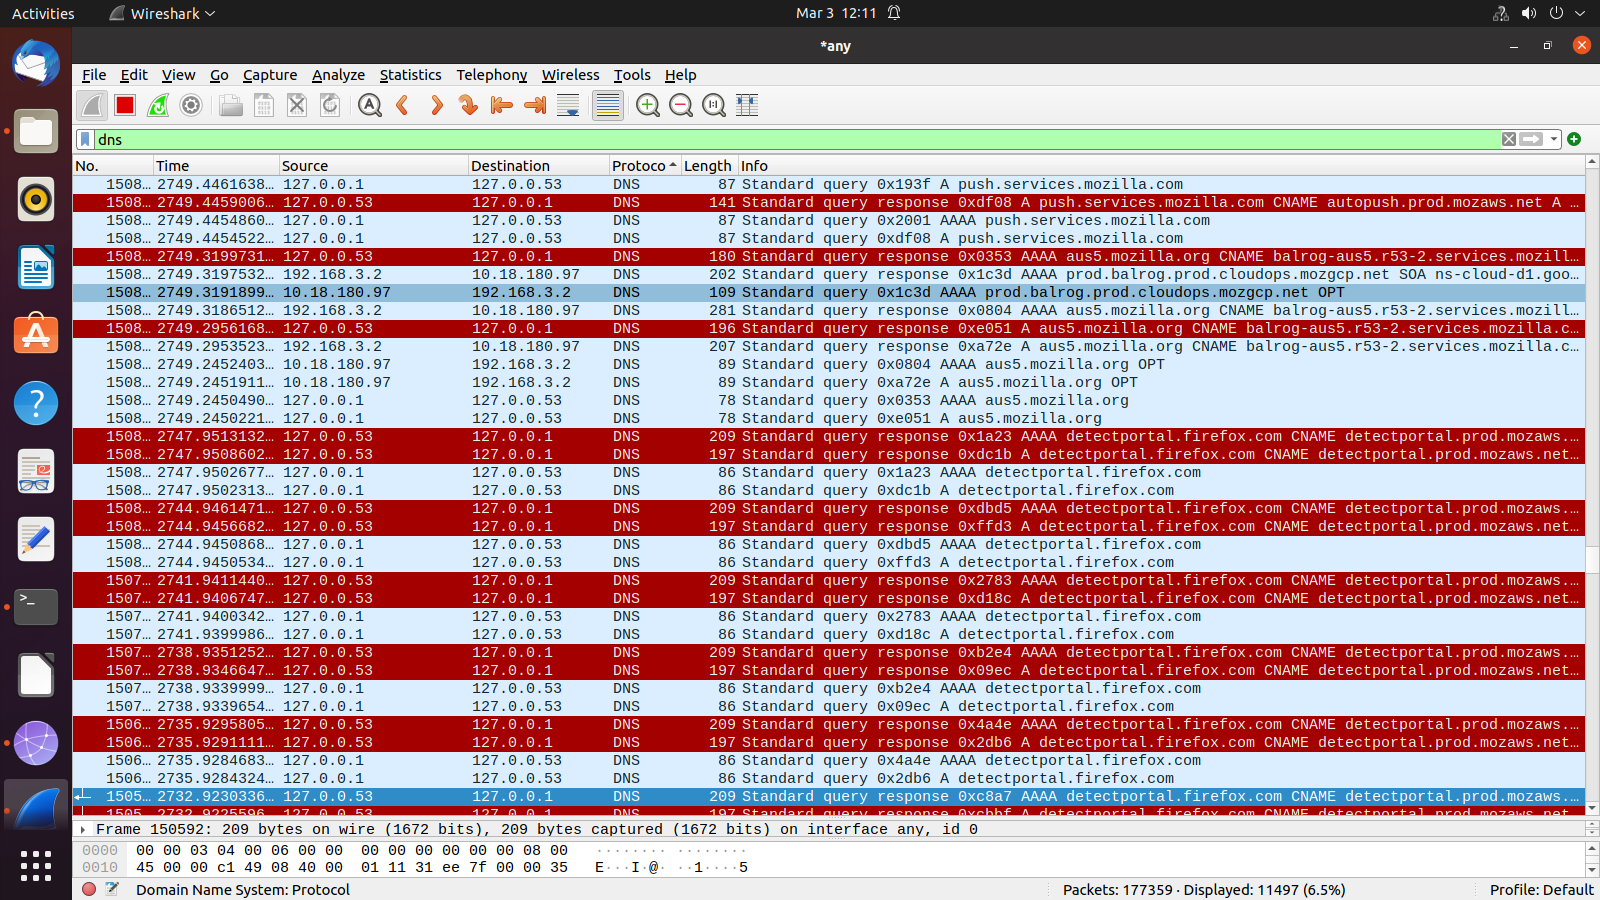 Activities Wireshark Mar 3 12:11
*any
File Edit View Go Capture Analyze Statistics Telephony Wireless Tools Help
dns
No. Time Source Destination Protoco Length Info
1508… 2749.4461638… 127.0.0.1 127.0.0.53 DNS 87 Standard query 0x193f A push.services.mozilla.com
1508… 2749.4459006… 127.0.0.53 127.0.0.1 DNS 141 Standard query response 0xdf08 A push.services.mozilla.com CNAME autopush.prod.mozaws.net A …
1508… 2749.4454860… 127.0.0.1 127.0.0.53 DNS 87 Standard query 0x2001 AAAA push.services.mozilla.com
1508… 2749.4454522… 127.0.0.1 127.0.0.53 DNS 87 Standard query 0xdf08 A push.services.mozilla.com
1508… 2749.3199731… 127.0.0.53 127.0.0.1 DNS 180 Standard query response 0x0353 AAAA aus5.mozilla.org CNAME balrog-aus5.r53-2.services.mozill…
1508… 2749.3197532… 192.168.3.2 10.18.180.97 DNS 202 Standard query response 0x1c3d AAAA prod.balrog.prod.cloudops.mozgcp.net SOA ns-cloud-d1.goo…
1508… 2749.3191899… 10.18.180.97 192.168.3.2 DNS 109 Standard query 0x1c3d AAAA prod.balrog.prod.cloudops.mozgcp.net OPT
1508… 2749.3186512… 192.168.3.2 10.18.180.97 DNS 281 Standard query response 0x0804 AAAA aus5.mozilla.org CNAME balrog-aus5.r53-2.services.mozill…
1508… 2749.2956168… 127.0.0.53 127.0.0.1 DNS 196 Standard query response 0xe051 A aus5.mozilla.org CNAME balrog-aus5.r53-2.services.mozilla.c…
1508… 2749.2953523… 192.168.3.2 10.18.180.97 DNS 207 Standard query response 0xa72e A aus5.mozilla.org CNAME balrog-aus5.r53-2.services.mozilla.c…
1508… 2749.2452403… 10.18.180.97 192.168.3.2 DNS 89 Standard query 0x0804 AAAA aus5.mozilla.org OPT
1508… 2749.2451911… 10.18.180.97 192.168.3.2 DNS 89 Standard query 0xa72e A aus5.mozilla.org OPT
1508… 2749.2450490… 127.0.0.1 127.0.0.53 DNS 78 Standard query 0x0353 AAAA aus5.mozilla.org
1508… 2749.2450221… 127.0.0.1 127.0.0.53 DNS 78 Standard query 0xe051 A aus5.mozilla.org
1508… 2747.9513132… 127.0.0.53 127.0.0.1 DNS 209 Standard query response 0x1a23 AAAA detectportal.firefox.com CNAME detectportal.prod.mozaws.…
1508… 2747.9508602… 127.0.0.53 127.0.0.1 DNS 197 Standard query response 0xdc1b A detectportal.firefox.com CNAME detectportal.prod.mozaws.net…
1508… 2747.9502677… 127.0.0.1 127.0.0.53 DNS 86 Standard query 0x1a23 AAAA detectportal.firefox.com
1508… 2747.9502313… 127.0.0.1 127.0.0.53 DNS 86 Standard query 0xdc1b A detectportal.firefox.com
1508… 2744.9461471… 127.0.0.53 127.0.0.1 DNS 209 Standard query response 0xdbd5 AAAA detectportal.firefox.com CNAME detectportal.prod.mozaws.…
1508… 2744.9456682… 127.0.0.53 127.0.0.1 DNS 197 Standard query response 0xffd3 A detectportal.firefox.com CNAME detectportal.prod.mozaws.net…
1508… 2744.9450868… 127.0.0.1 127.0.0.53 DNS 86 Standard query 0xdbd5 AAAA detectportal.firefox.com
1508… 2744.9450534… 127.0.0.1 127.0.0.53 DNS 86 Standard query 0xffd3 A detectportal.firefox.com
1507… 2741.9411440… 127.0.0.53 127.0.0.1 DNS 209 Standard query response 0x2783 AAAA detectportal.firefox.com CNAME detectportal.prod.mozaws.…
1507… 2741.9406747… 127.0.0.53 127.0.0.1 DNS 197 Standard query response 0xd18c A detectportal.firefox.com CNAME detectportal.prod.mozaws.net…
1507… 2741.9400342… 127.0.0.1 127.0.0.53 DNS 86 Standard query 0x2783 AAAA detectportal.firefox.com
1507… 2741.9399986… 127.0.0.1 127.0.0.53 DNS 86 Standard query 0xd18c A detectportal.firefox.com
1507… 2738.9351252… 127.0.0.53 127.0.0.1 DNS 209 Standard query response 0xb2e4 AAAA detectportal.firefox.com CNAME detectportal.prod.mozaws.…
1507… 2738.9346647… 127.0.0.53 127.0.0.1 DNS 197 Standard query response 0x09ec A detectportal.firefox.com CNAME detectportal.prod.mozaws.net…
1507… 2738.9339999… 127.0.0.1 127.0.0.53 DNS 86 Standard query 0xb2e4 AAAA detectportal.firefox.com
1507… 2738.9339654… 127.0.0.1 127.0.0.53 DNS 86 Standard query 0x09ec A detectportal.firefox.com
1506… 2735.9295805… 127.0.0.53 127.0.0.1 DNS 209 Standard query response 0x4a4e AAAA detectportal.firefox.com CNAME detectportal.prod.mozaws.…
1506… 2735.9291111… 127.0.0.53 127.0.0.1 DNS 197 Standard query response 0x2db6 A detectportal.firefox.com CNAME detectportal.prod.mozaws.net…
1506… 2735.9284683… 127.0.0.1 127.0.0.53 DNS 86 Standard query 0x4a4e AAAA detectportal.firefox.com
1506… 2735.9284324… 127.0.0.1 127.0.0.53 DNS 86 Standard query 0x2db6 A detectportal.firefox.com
1505… 2732.9230336… 127.0.0.53 127.0.0.1 DNS 209 Standard query response 0xc8a7 AAAA detectportal.firefox.com CNAME detectportal.prod.mozaws.…
1505… 2732.9225596… 127.0.0.53 127.0.0.1 DNS 197 Standard query response 0xcbbf A detectportal.firefox.com CNAME detectportal.prod.mozaws.net…
Frame 150592: 209 bytes on wire (1672 bits), 209 bytes captured (1672 bits) on interface any, id 0
0000 00 00 03 04 00 06 00 00 00 00 00 00 00 00 08 00 ········ ········
0010 45 00 00 c1 49 08 40 00 01 11 31 ee 7f 00 00 35 E···I·@· ··1····5
Domain Name System: Protocol Packets: 177359 · Displayed: 11497 (6.5%) Profile: Default